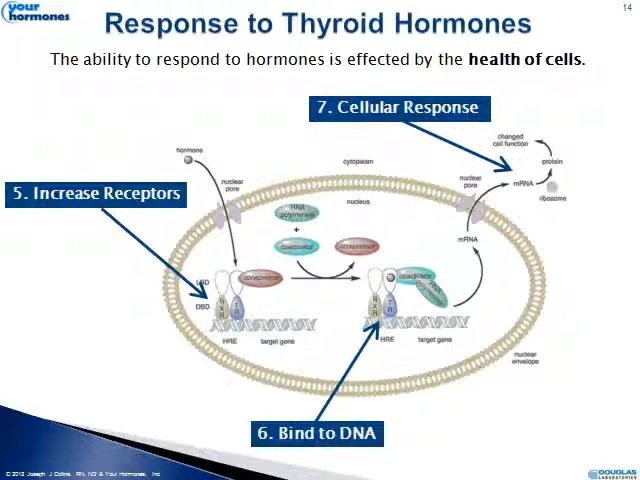 your
hormones
Response to Thyroid Hormones
14
The ability to respond to hormones is effected by the health of cells.
7. Cellular Response
changed
cell function
hormone
cytoplasm
protein
nuclear
pore
nuclear
pore
mRNA
ribosome
5. Increase Receptors
nucleus
RNA
polymerase
+
coactivator
corepressor
mRNA
LBD
corepressor
coactivator
RNA
polymerase
DBD
RXR
TR
RXR
TR
HRE
target gene
HRE
target gene
nuclear
envelope
6. Bind to DNA
© 2012 Joseph J Collins, RN, ND & Your Hormones, Inc
DOUGLAS
LABORATORIES